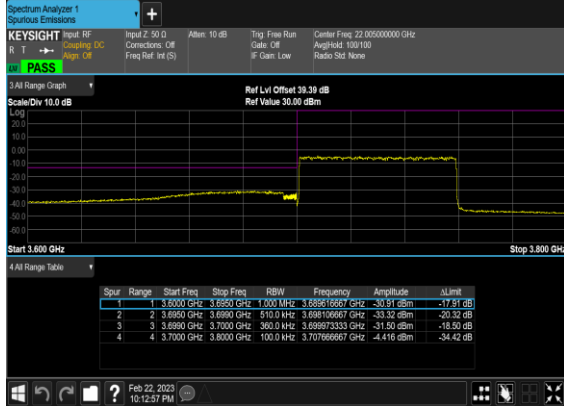 Spectrum Analyzer 1
Spurious Emissions
+
KEYSIGHT Input: RF Input Z: 50 Ω Atten: 10 dB Trig: Free Run Center Freq: 22.005000000 GHz
R T Coupling: DC Corrections: Off Gate: Off Avg|Hold: 100/100
Align: Off Freq Ref: Int (S) IF Gain: Low Radio Std: None
PASS
3 All Range Graph
Ref Lvl Offset 39.39 dB
Scale/Div 10.0 dB Ref Value 30.00 dBm
Log
20.0
10.0
0.00
-10.0
-20.0
-30.0
-40.0
-50.0
-60.0
Start 3.600 GHz Stop 3.800 GHz
4 All Range Table
Spur Range Start Freq Stop Freq RBW Frequency Amplitude ΔLimit
1 1 3.6000 GHz 3.6950 GHz 1.000 MHz 3.689616667 GHz -30.91 dBm -17.91 dB
2 2 3.6950 GHz 3.6990 GHz 510.0 kHz 3.698106667 GHz -33.32 dBm -20.32 dB
3 3 3.6990 GHz 3.7000 GHz 360.0 kHz 3.699973333 GHz -31.50 dBm -18.50 dB
4 4 3.7000 GHz 3.8000 GHz 100.0 kHz 3.707666667 GHz -4.416 dBm -34.42 dB
? Feb 22, 2023
10:12:57 PM